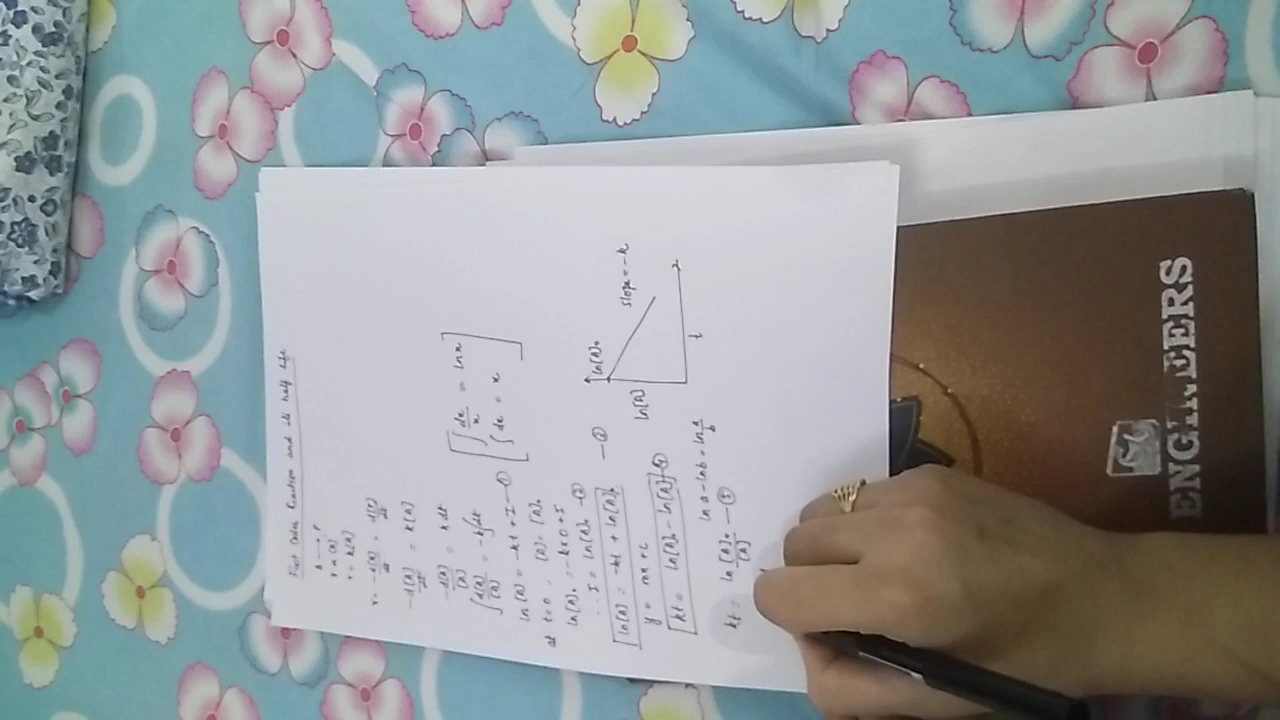 First Order Reaction and its half life
A ⟶ P
r ∝ [A]
r = k[A]
r = -d[A]/dt = d[P]/dt
-d[A]/dt = k[A]
-d[A]/[A] = k dt
∫ d[A]/[A] = -k∫dt
[ ∫ dx/x = ln x
∫ dx = x ]
ln [A] = -kt + I —①
at t=0 . [A] = [A]₀
ln[A]₀ = -k×0 + I
∴ I = ln[A]₀ —②
ln[A] = -kt + ln[A]₀ —③
y = mx + c
kt = ln[A]₀ - ln[A] —④
ln a - ln b = ln a/b
kt = ln [A]₀/[A] —⑤
ln[A]₀
slope = -k
ln[A]
t
ENGINEERS